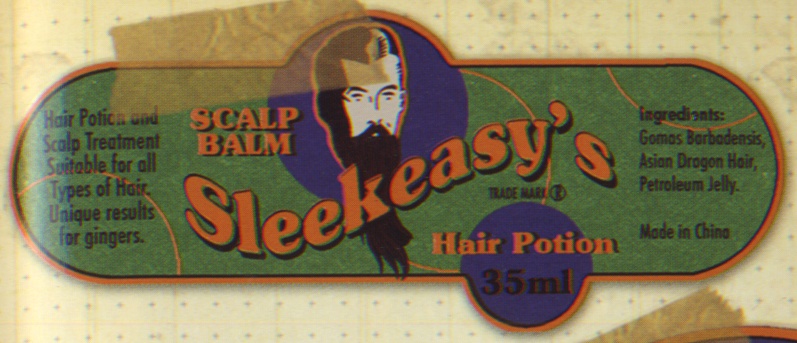 Hair Potion and
Scalp Treatment
Suitable for all
Types of Hair.
Unique results
for gingers.
SCALP
BALM
Sleekeasy's
TRADE MARK
Hair Potion
35ml
Ingredients:
Gomas Barbadensis,
Asian Dragon Hair,
Petroleum Jelly.
Made in China